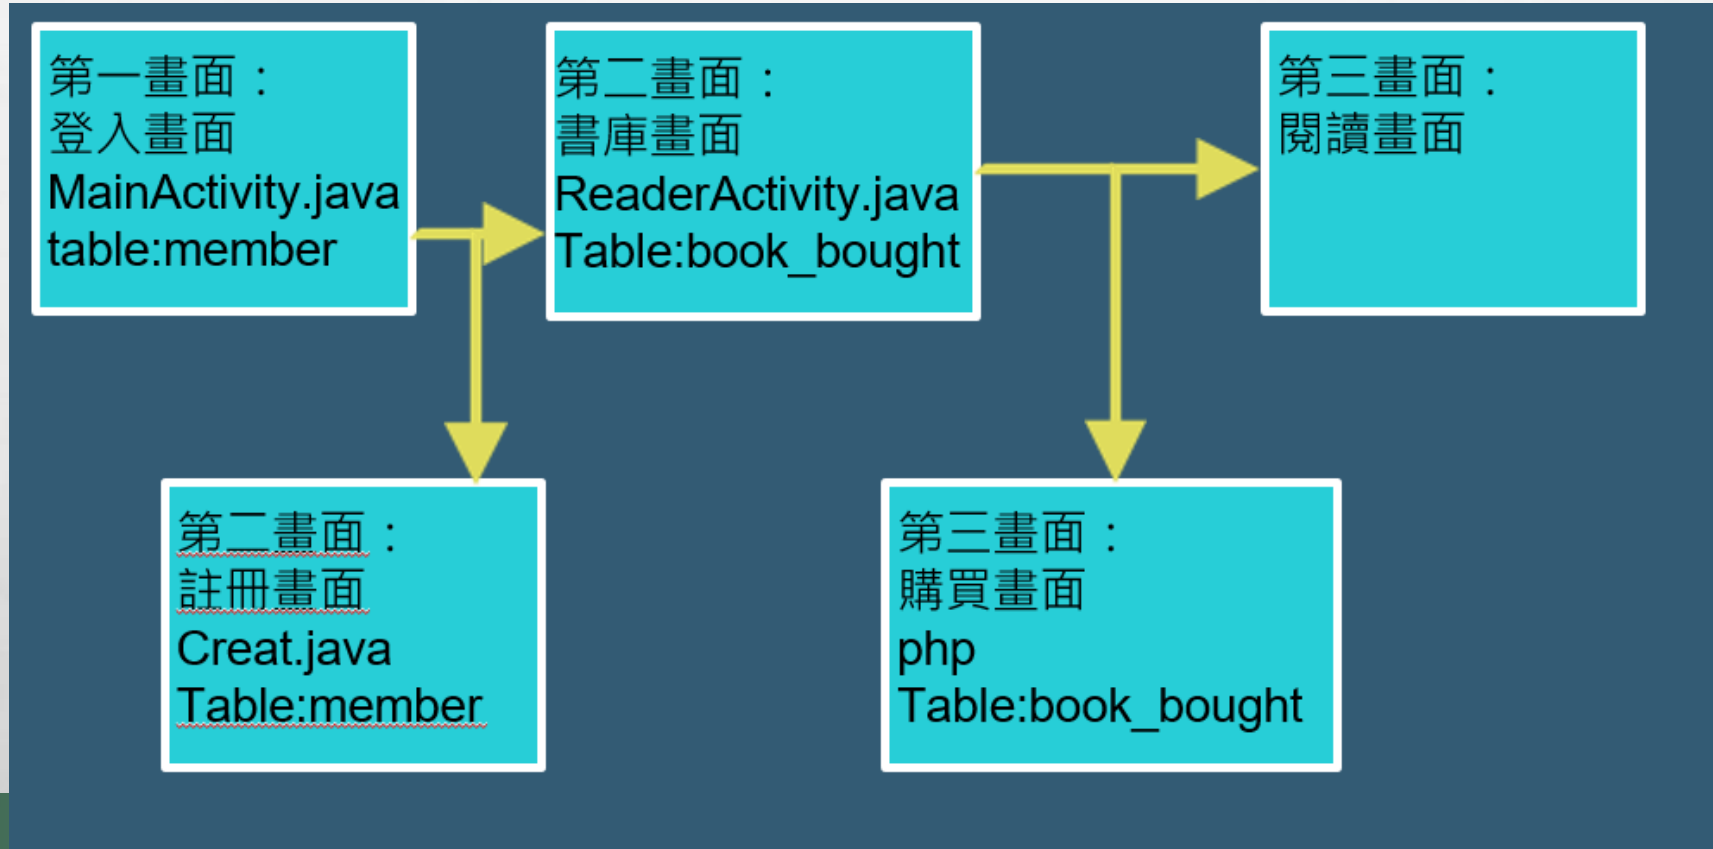 第一畫面：
登入畫面
MainActivity.java
table:member
第二畫面：
書庫畫面
ReaderActivity.java
Table:book_bought
第三畫面：
閱讀畫面
第二畫面：
註冊畫面
Creat.java
Table:member
第三畫面：
購買畫面
php
Table:book_bought